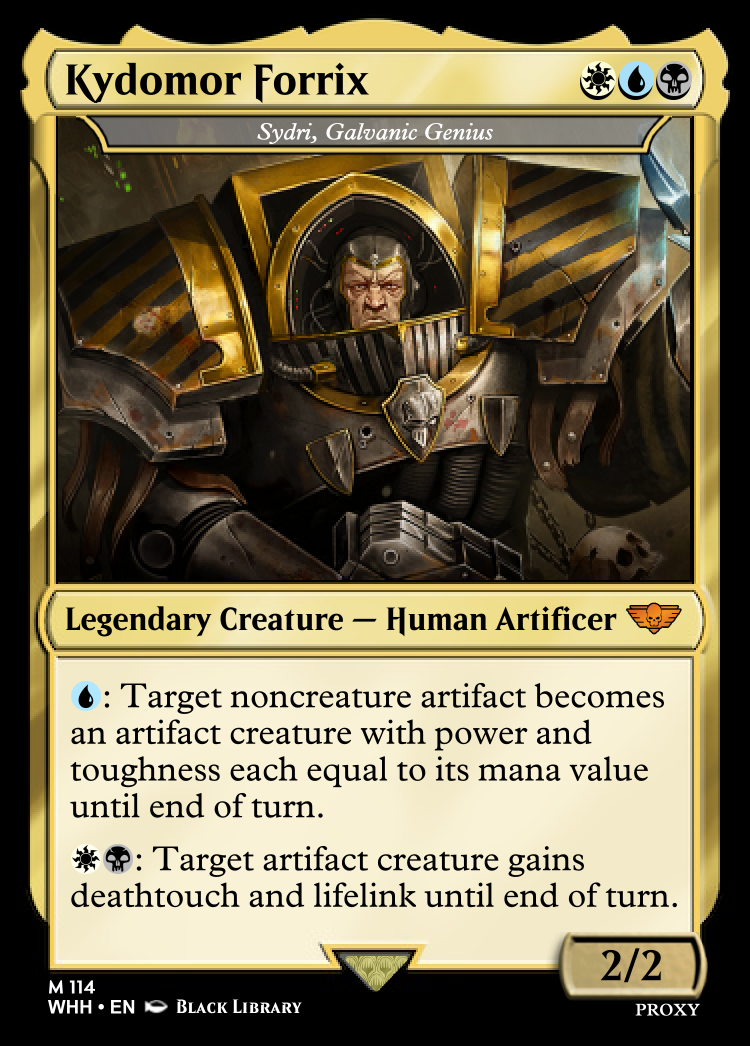 Kydomor Forrix
Sydri, Galvanic Genius
Legendary Creature — Human Artificer
: Target noncreature artifact becomes
an artifact creature with power and
toughness each equal to its mana value
until end of turn.
: Target artifact creature gains
deathtouch and lifelink until end of turn.
2/2
M 114
WHH • EN Black Library
PROXY